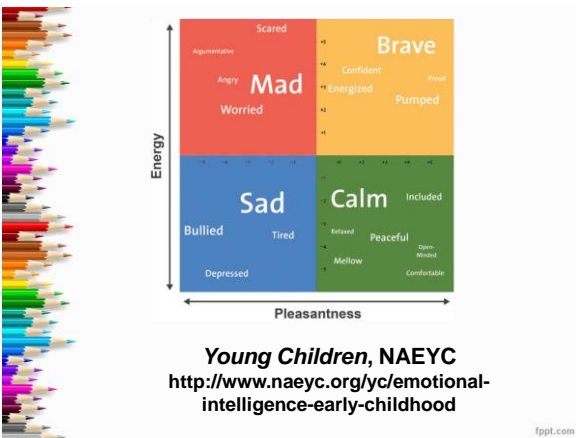 Scared
Argumentative
Angry
Mad
Worried
Brave
Confident
Proud
Energized
Pumped
Energy
Sad
Bullied
Tired
Depressed
Calm
Included
Relaxed
Peaceful
Open-
Minded
Mellow
Comfortable
Pleasantness
Young Children, NAEYC
http://www.naeyc.org/yc/emotional-
intelligence-early-childhood
fppt.com